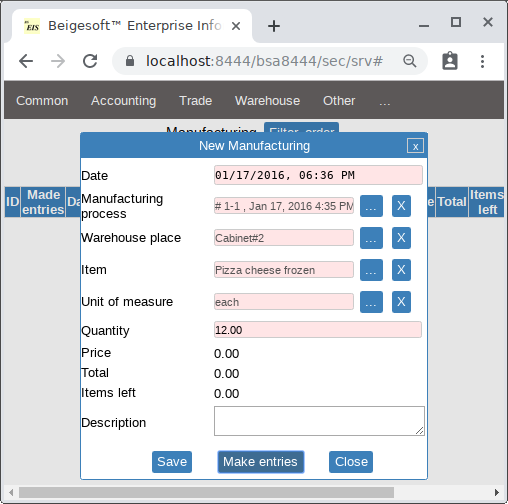 EIS Beigesoft™ Enterprise Info
localhost:8444/bsa8444/sec/srv#
Common Accounting Trade Warehouse Other ...
New Manufacturing x
Date 01/17/2016, 06:36 PM
Manufacturing process # 1-1 , Jan 17, 2016 4:35 PM ... X
Warehouse place Cabinet#2 ... X
Item Pizza cheese frozen ... X
Unit of measure each ... X
Quantity 12.00
Price 0.00
Total 0.00
Items left 0.00
Description
Save Make entries Close
ID Made entries Da
Total Items left